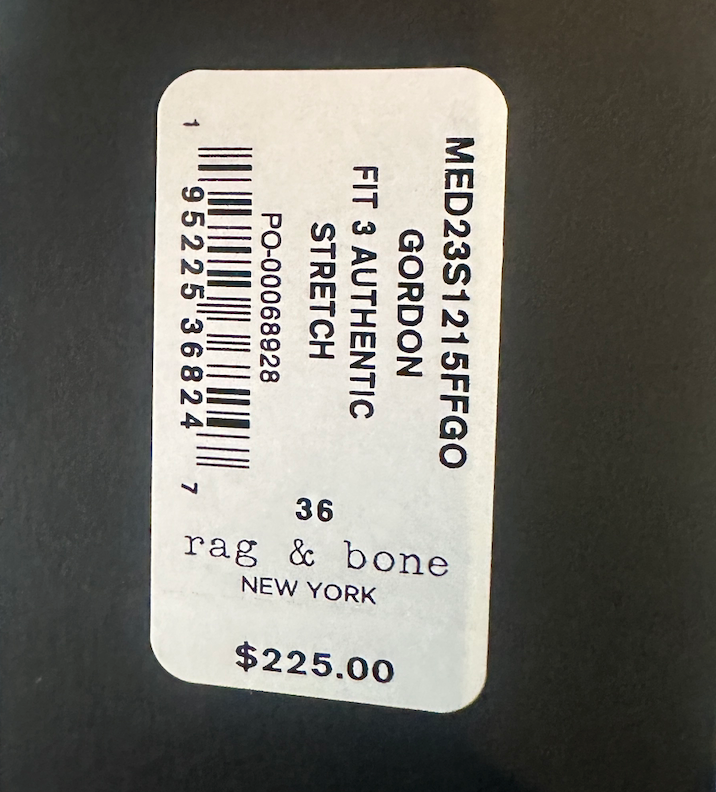 MED23S1215FFGO
GORDON
FIT 3 AUTHENTIC
STRETCH
PO-00068928
1 95225 36824 7
36
rag & bone
NEW YORK
$225.00